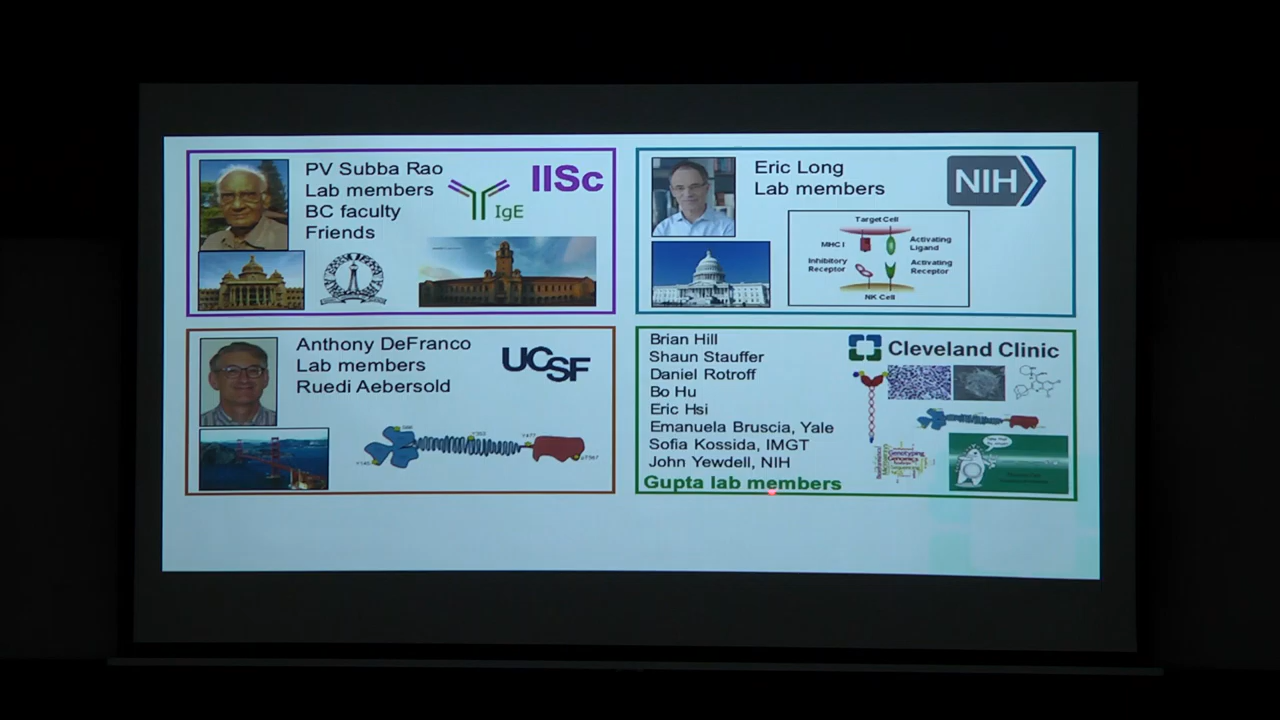 PV Subba Rao
Lab members
BC faculty
Friends
IISc
IgE
Eric Long
Lab members
NIH
Target Cell
MHC I
Activating
Ligand
Inhibitory
Receptor
Activating
Receptor
NK Cell
Anthony DeFranco
Lab members
Ruedi Aebersold
UCSF
Brian Hill
Shaun Stauffer
Daniel Rotroff
Bo Hu
Eric Hsi
Emanuela Bruscia, Yale
Sofia Kossida, IMGT
John Yewdell, NIH
Gupta lab members
Cleveland Clinic
Genotyping
Genomics